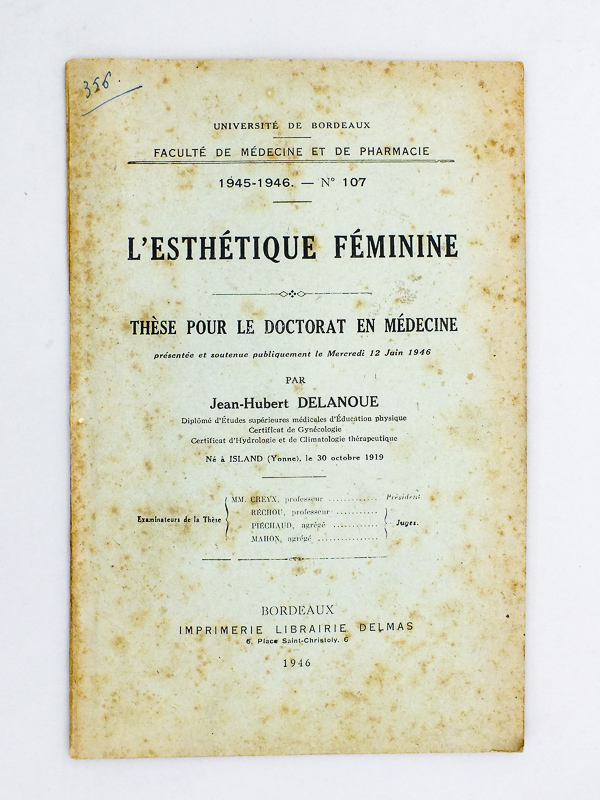 356.
UNIVERSITÉ DE BORDEAUX
FACULTÉ DE MÉDECINE ET DE PHARMACIE
1945-1946. — N° 107
L'ESTHÉTIQUE FÉMININE
THÈSE POUR LE DOCTORAT EN MÉDECINE
présentée et soutenue publiquement le Mercredi 12 Juin 1946
PAR
Jean-Hubert DELANOUE
Diplômé d'Études supérieures médicales d'Éducation physique
Certificat de Gynécologie
Certificat d'Hydrologie et de Climatologie thérapeutique
Né à ISLAND (Yonne), le 30 octobre 1919
Examinateurs de la Thèse
MM. CREYX, professeur ............ Président
RÉCHOU, professeur ...........
PIÉCHAUD, agrégé ............
MAHON, agrégé ...............
Juges.
BORDEAUX
IMPRIMERIE LIBRAIRIE DELMAS
6, Place Saint-Christoly, 6
1946